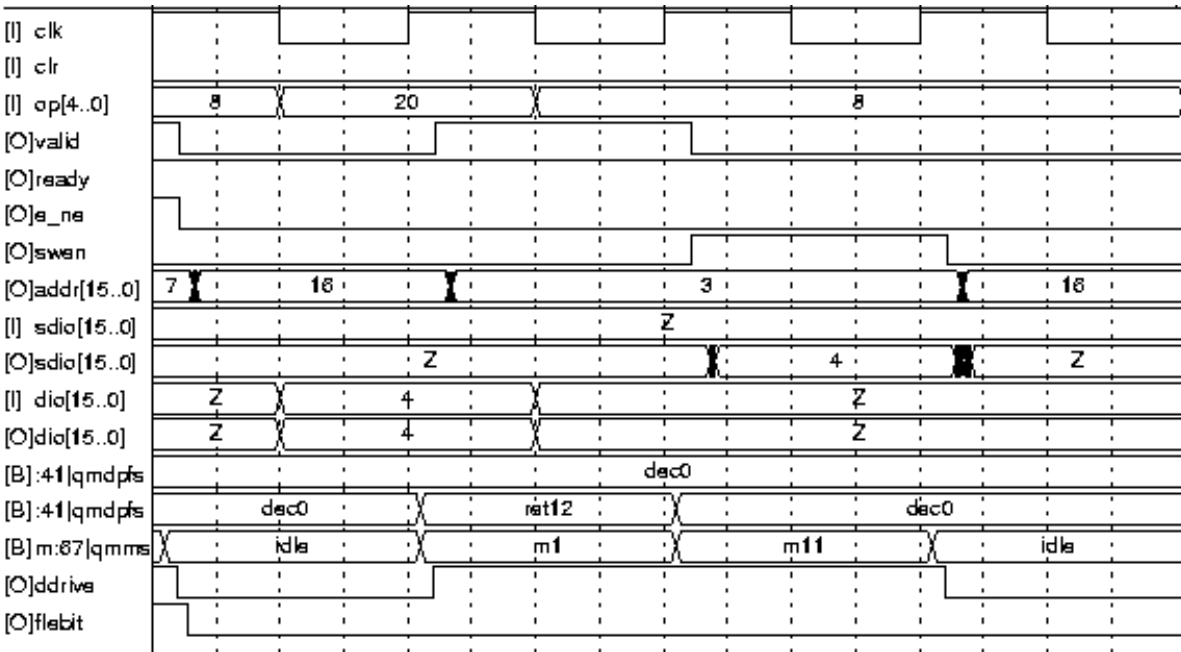 [I] clk
[I] clr
[I] op[4..0] 8 20 8
[O]valid
[O]ready
[O]e_ne
[O]swen
[O]addr[15..0] 7 16 3 16
[I] sdio[15..0] Z
[O]sdio[15..0] Z 4 Z
[I] dio[15..0] Z 4 Z
[O]dio[15..0] Z 4 Z
[B]:41|qmdpfs dec0
[B]:41|qmdpfs dec0 ret12 dec0
[B]m:67|qmms idle m1 m11 idle
[O]ddrive
[O]flebit